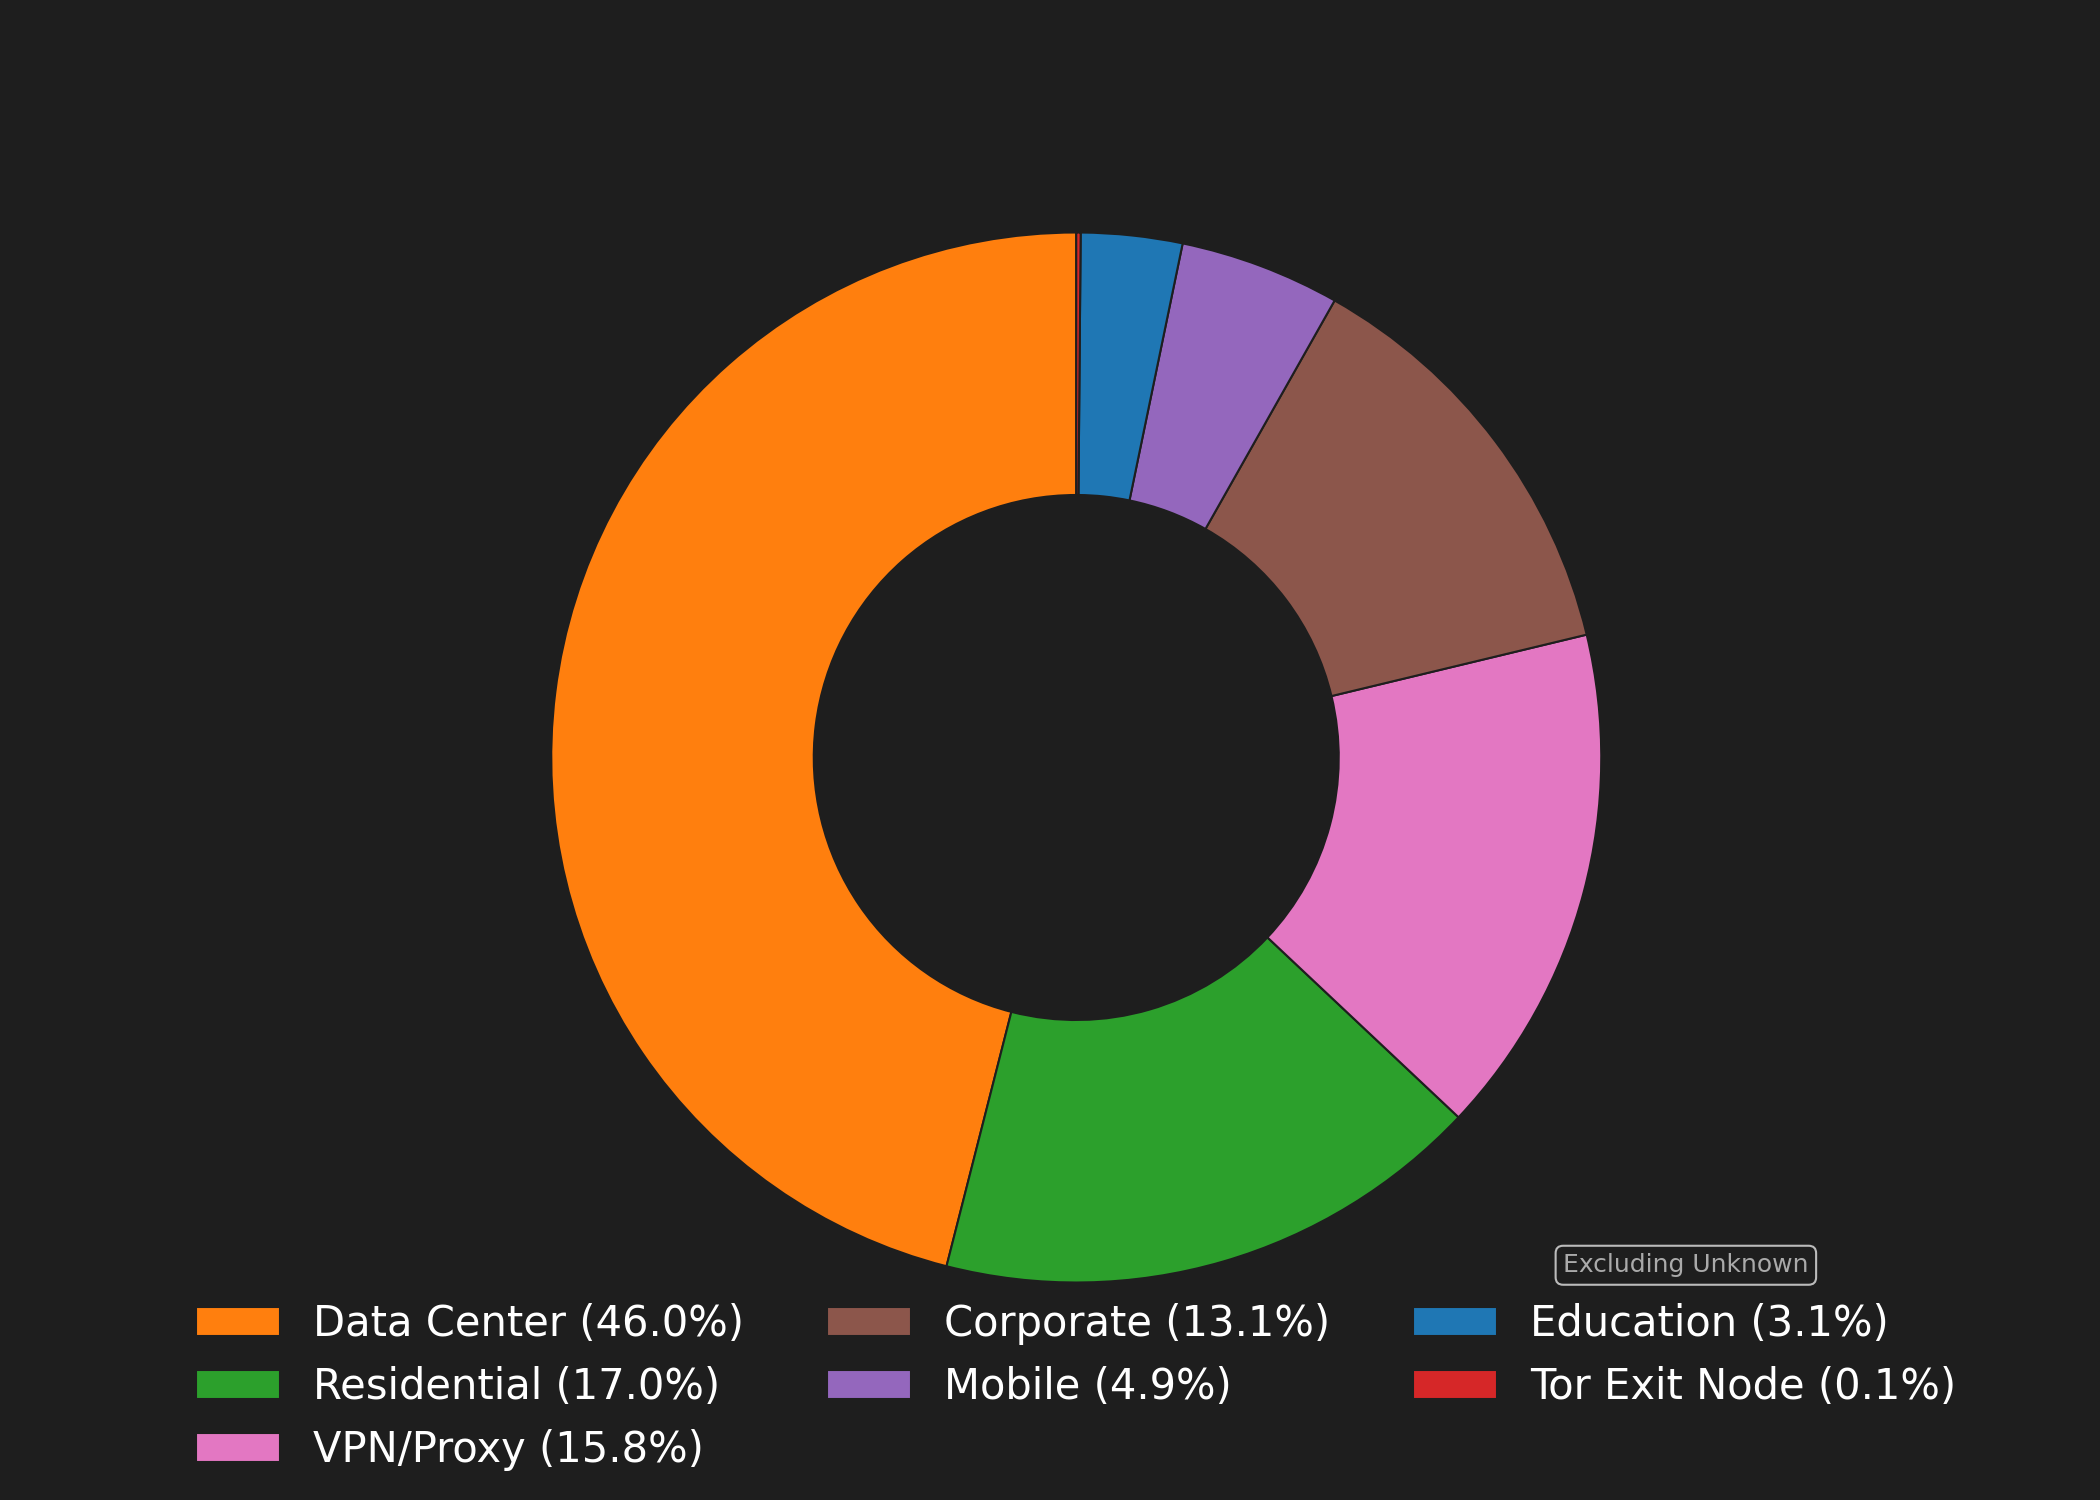 Excluding Unknown
Data Center (46.0%)
Residential (17.0%)
VPN/Proxy (15.8%)
Corporate (13.1%)
Mobile (4.9%)
Education (3.1%)
Tor Exit Node (0.1%)